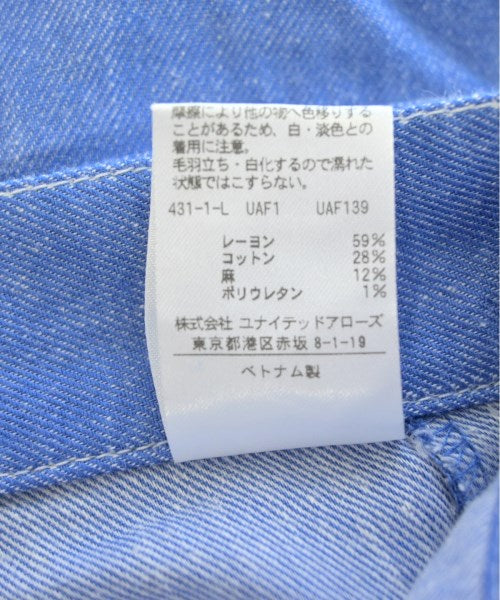 摩擦により他の物へ色移りする
ことがあるため、白・淡色との
着用に注意。
毛羽立ち・白化するので濡れた
状態ではこすらない。
431-1-L UAF1 UAF139
レーヨン 59%
コットン 28%
麻 12%
ポリウレタン 1%
株式会社 ユナイテッドアローズ
東京都港区赤坂 8-1-19
ベトナム製